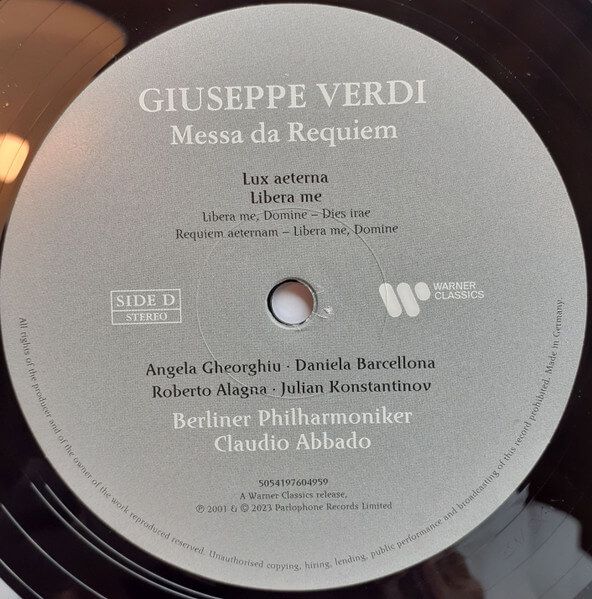 GIUSEPPE VERDI
Messa da Requiem
Lux aeterna
Libera me
Libera me, Domine – Dies irae
Requiem aeternam – Libera me, Domine
SIDE D
STEREO
WARNER
CLASSICS
Angela Gheorghiu · Daniela Barcellona
Roberto Alagna · Julian Konstantinov
Berliner Philharmoniker
Claudio Abbado
5054197604959
A Warner Classics release,
℗ 2001 & © 2023 Parlophone Records Limited
All rights of the producer and of the owner of the work reproduced reserved. Unauthorised copying, hiring, lending, public performance and broadcasting of this record prohibited. Made in Germany.